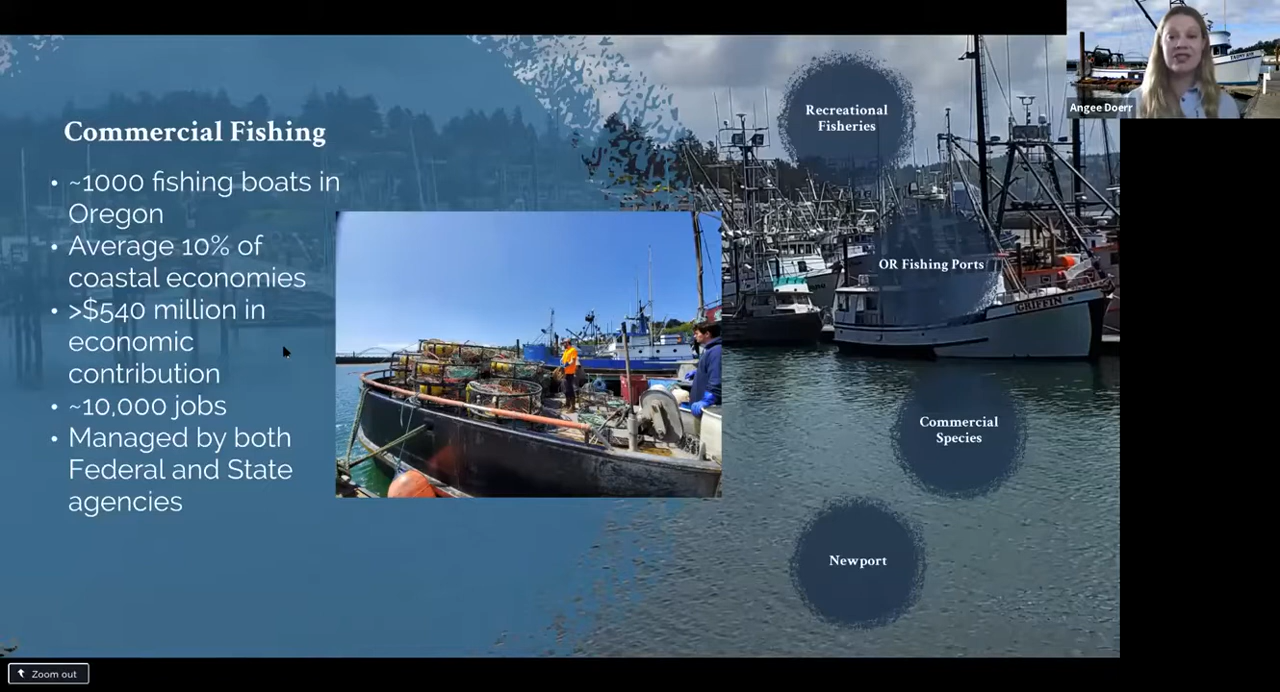 Commercial Fishing
• ~1000 fishing boats in
Oregon
• Average 10% of
coastal economies
• >$540 million in
economic
contribution
• ~10,000 jobs
• Managed by both
Federal and State
agencies
Recreational
Fisheries
OR Fishing Ports
GRIFFIN
Commercial
Species
Newport
Angee Doerr
Zoom out